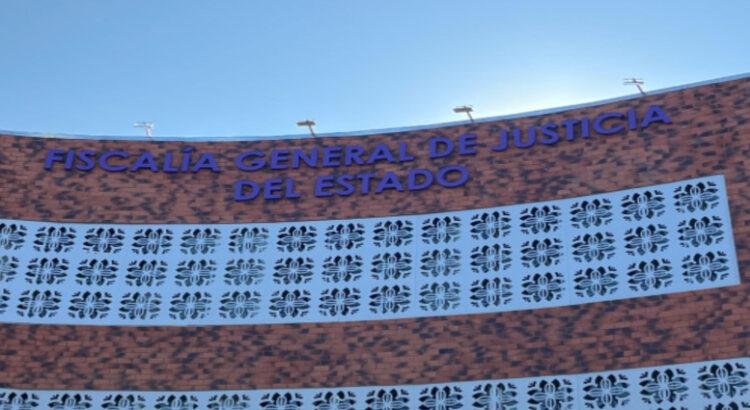 FISCALÍA GENERAL DE JUSTICIA
DEL ESTADO